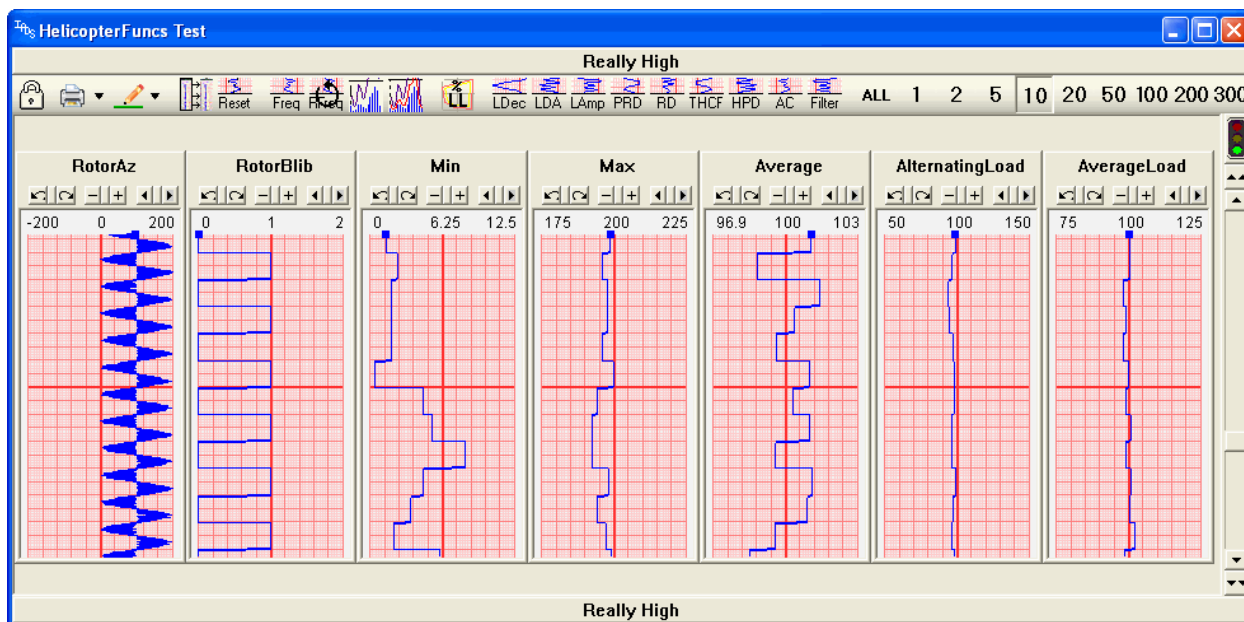 IADS HelicopterFuncs Test
Really High
Reset Freq LL LDec LDA LAmp PRD RD THCF HPD AC Filter ALL 1 2 5 10 20 50 100 200 300
RotorAz RotorBlib Min Max Average AlternatingLoad AverageLoad
-200 0 200 0 1 2 0 6.25 12.5 175 200 225 96.9 100 103 50 100 150 75 100 125
Really High